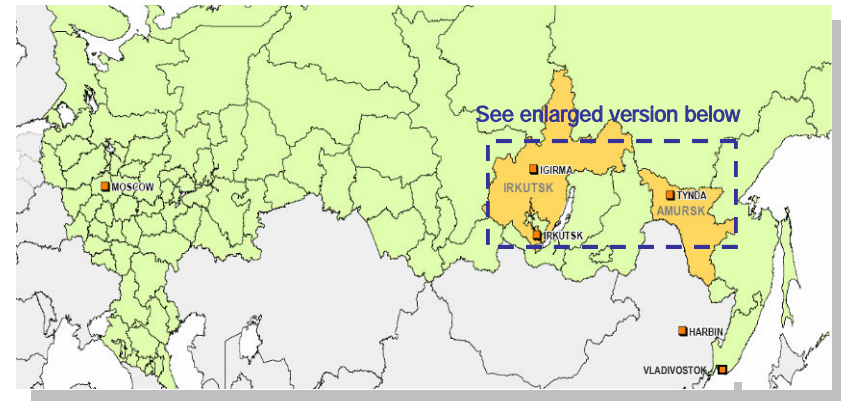 See enlarged version below
IGIRMA
MOSCOW
IRKUTSK
TYNDA
AMURSK
IRKUTSK
HARBIN
VLADIVOSTOK